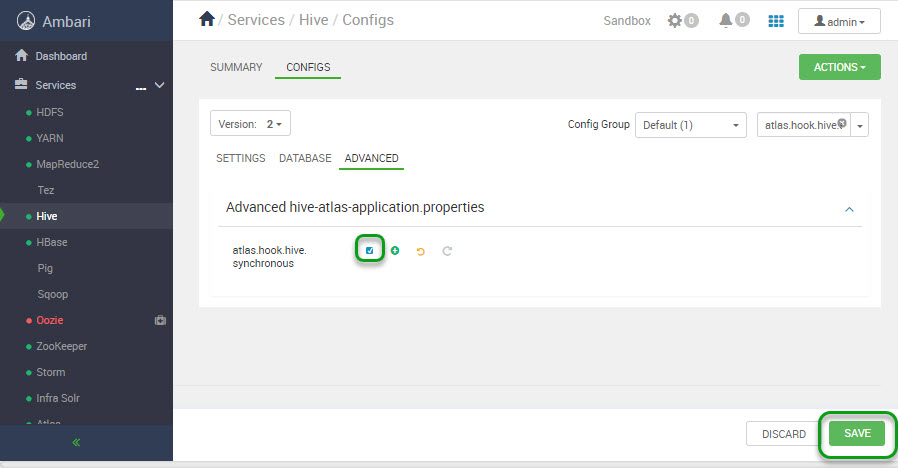 Ambari
/ Services / Hive / Configs
Sandbox
0
0
admin
Dashboard
Services
HDFS
YARN
MapReduce2
Tez
Hive
HBase
Pig
Sqoop
Oozie
ZooKeeper
Storm
Infra Solr
Atlas
SUMMARY
CONFIGS
ACTIONS
Version: 2
Config Group
Default (1)
atlas.hook.hive.
SETTINGS
DATABASE
ADVANCED
Advanced hive-atlas-application.properties
atlas.hook.hive.
synchronous
DISCARD
SAVE